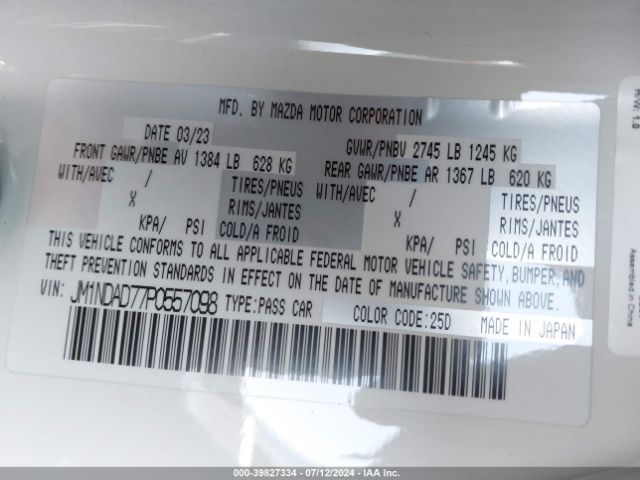 MFD. BY MAZDA MOTOR CORPORATION
DATE 03/23
GVWR/PNBV 2745 LB 1245 KG
FRONT GAWR/PNBE AV 1384 LB 628 KG
REAR GAWR/PNBE AR 1367 LB 620 KG
WITH/AVEC / TIRES/PNEUS WITH/AVEC / TIRES/PNEUS
X RIMS/JANTES X RIMS/JANTES
KPA/ PSI COLD/A FROID KPA/ PSI COLD/A FROID
THIS VEHICLE CONFORMS TO ALL APPLICABLE FEDERAL MOTOR VEHICLE SAFETY,BUMPER,AND
THEFT PREVENTION STANDARDS IN EFFECT ON THE DATE OF MANUFACTURE SHOWN ABOVE.
VIN: JM1NDAD77P0557098 TYPE:PASS CAR COLOR CODE:25D MADE IN JAPAN
Assembled in
000-39827334 - 07/12/2024 - IAA Inc.